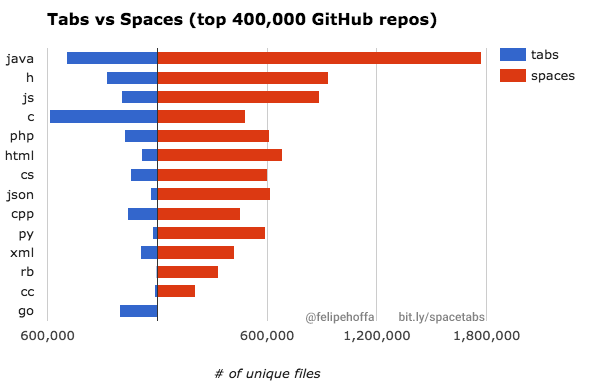 Tabs vs Spaces (top 400,000 GitHub repos)
tabs
spaces
java
h
js
c
php
html
cs
json
cpp
py
xml
rb
cc
go
@felipehoffa bit.ly/spacetabs
600,000 600,000 1,200,000 1,800,000
# of unique files